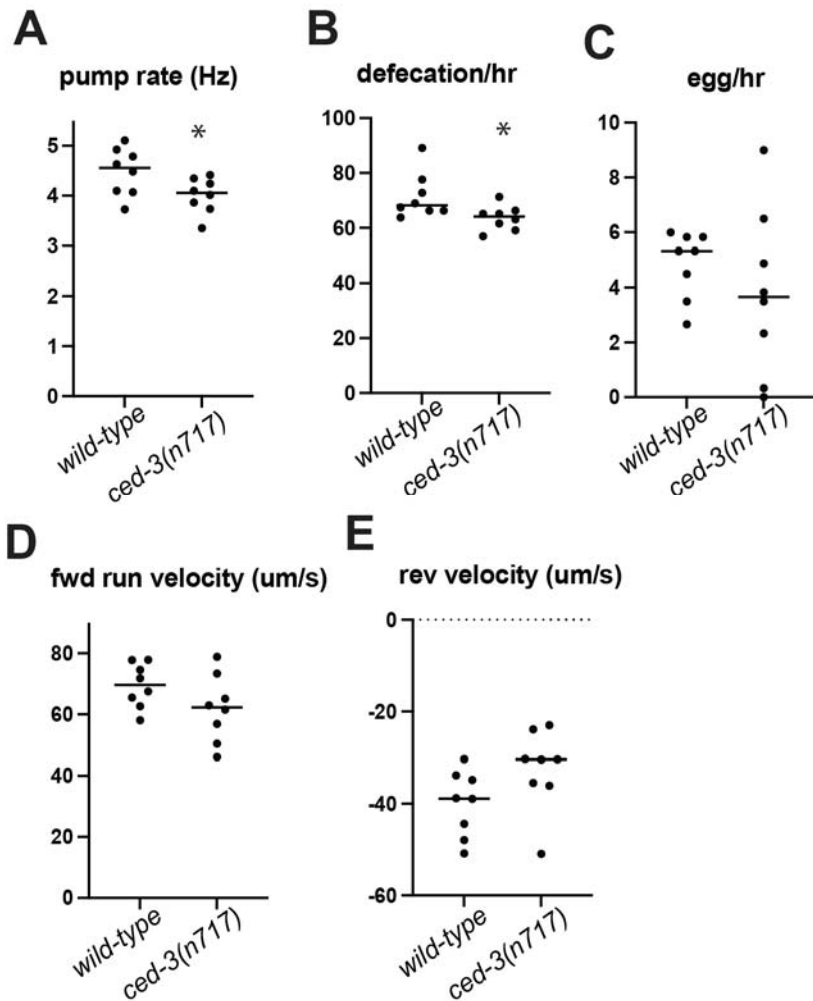 A
pump rate (Hz)
*
5
4
3
2
1
0
wild-type
ced-3(n717)
B
defecation/hr
*
100
80
60
40
20
0
wild-type
ced-3(n717)
C
egg/hr
10
8
6
4
2
0
wild-type
ced-3(n717)
D
fwd run velocity (um/s)
80
60
40
20
0
wild-type
ced-3(n717)
E
rev velocity (um/s)
0
-20
-40
-60
wild-type
ced-3(n717)